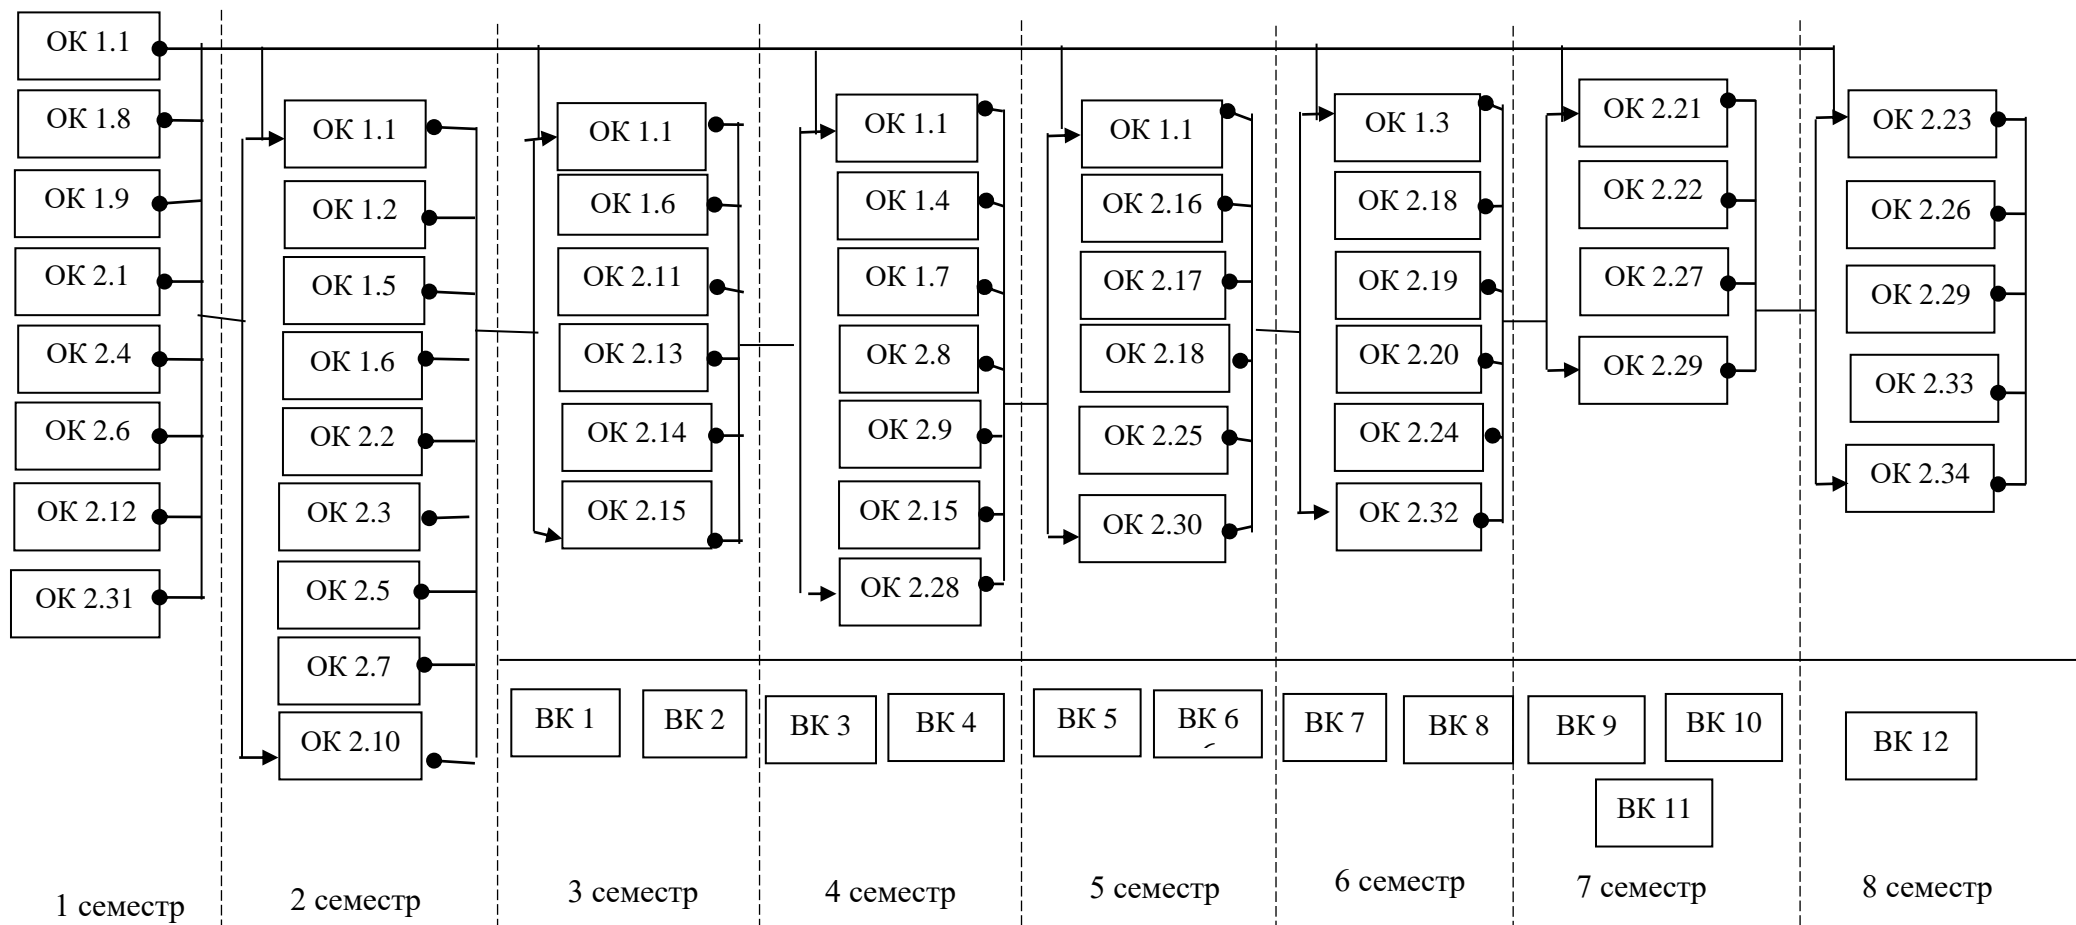 ОК 1.1
ОК 1.8
ОК 1.9
ОК 2.1
ОК 2.4
ОК 2.6
ОК 2.12
ОК 2.31
1 семестр
ОК 1.1
ОК 1.2
ОК 1.5
ОК 1.6
ОК 2.2
ОК 2.3
ОК 2.5
ОК 2.7
ОК 2.10
2 семестр
ОК 1.1
ОК 1.6
ОК 2.11
ОК 2.13
ОК 2.14
ОК 2.15
ВК 1
ВК 2
3 семестр
ОК 1.1
ОК 1.4
ОК 1.7
ОК 2.8
ОК 2.9
ОК 2.15
ОК 2.28
ВК 3
ВК 4
4 семестр
ОК 1.1
ОК 2.16
ОК 2.17
ОК 2.18
ОК 2.25
ОК 2.30
ВК 5
ВК 6
5 семестр
ОК 1.3
ОК 2.18
ОК 2.19
ОК 2.20
ОК 2.24
ОК 2.32
ВК 7
ВК 8
6 семестр
ОК 2.21
ОК 2.22
ОК 2.27
ОК 2.29
ВК 9
ВК 10
ВК 11
7 семестр
ОК 2.23
ОК 2.26
ОК 2.29
ОК 2.33
ОК 2.34
ВК 12
8 семестр